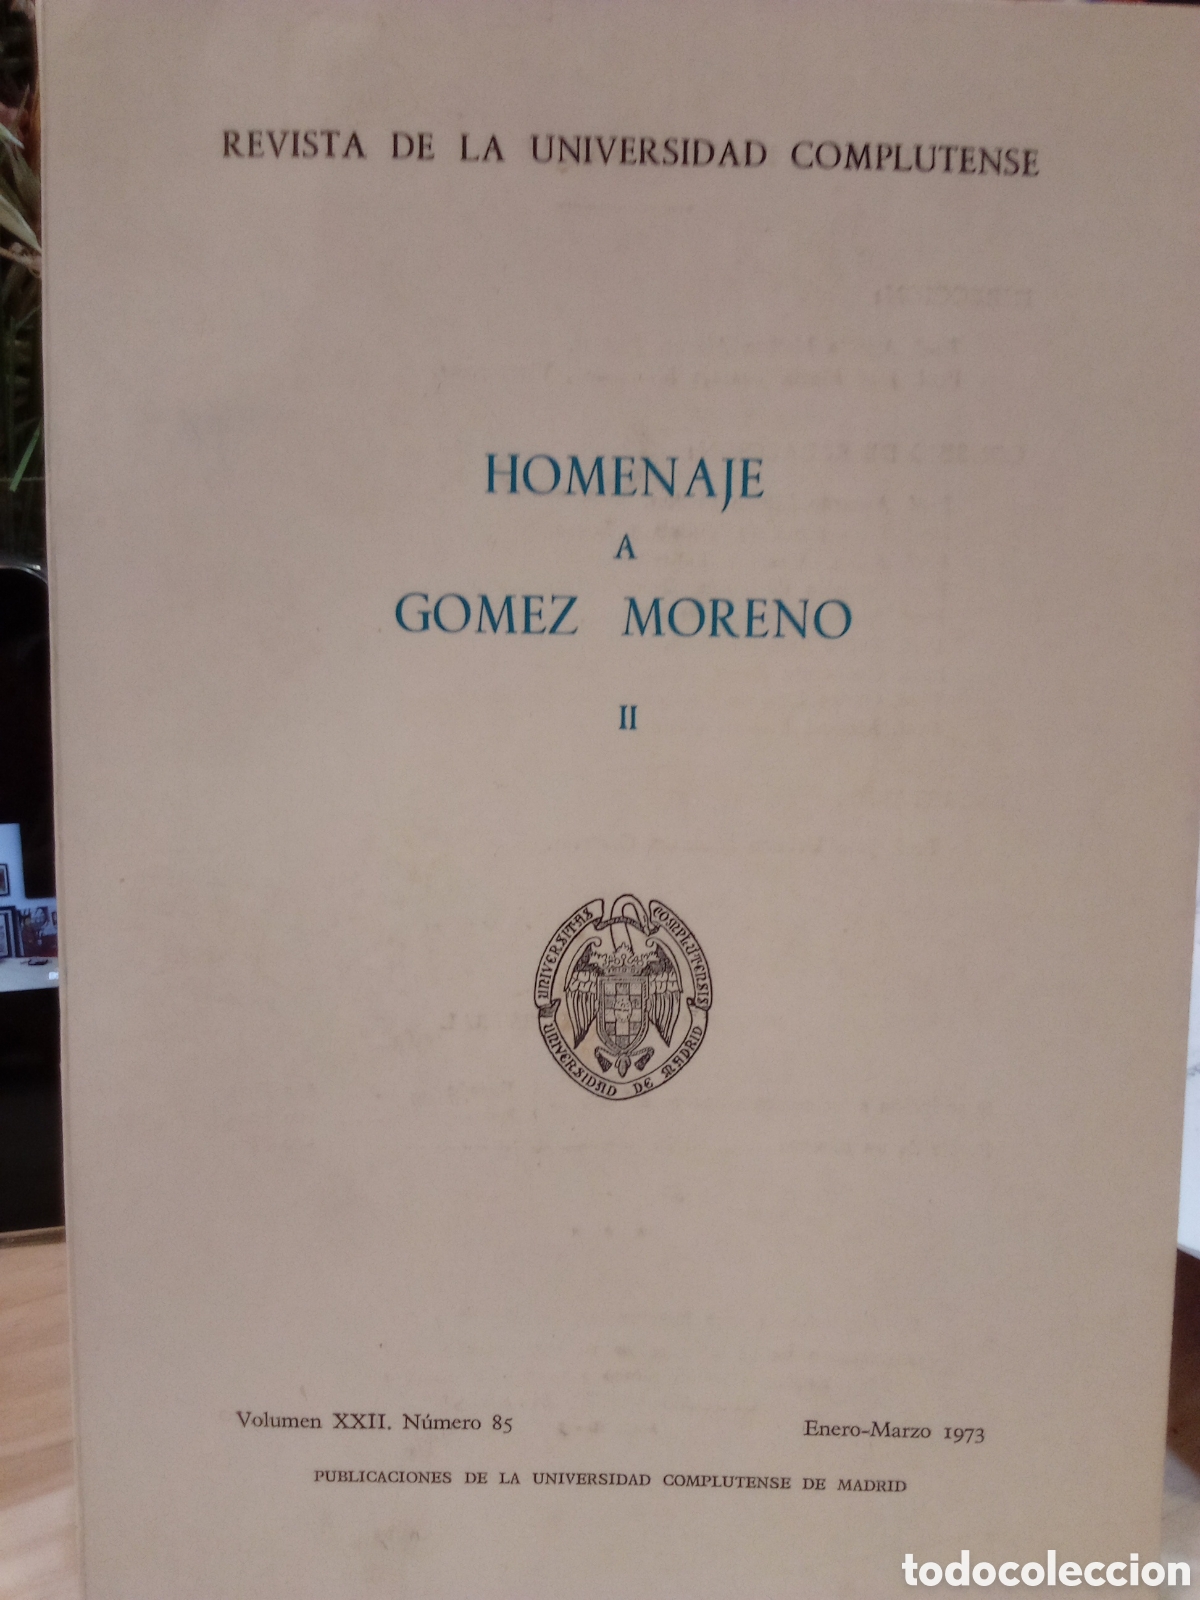 REVISTA DE LA UNIVERSIDAD COMPLUTENSE
HOMENAJE
A
GOMEZ MORENO
II
UNIVERSITAS COMPLUTENSIS
UNIVERSIDAD DE MADRID
Volumen XXII. Número 85
Enero-Marzo 1973
PUBLICACIONES DE LA UNIVERSIDAD COMPLUTENSE DE MADRID
todocoleccion